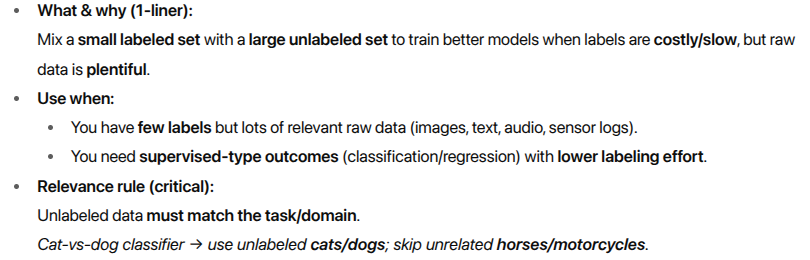 What & why (1-liner):
Mix a small labeled set with a large unlabeled set to train better models when labels are costly/slow, but raw
data is plentiful.
Use when:
You have few labels but lots of relevant raw data (images, text, audio, sensor logs).
You need supervised-type outcomes (classification/regression) with lower labeling effort.
Relevance rule (critical):
Unlabeled data must match the task/domain.
Cat-vs-dog classifier → use unlabeled cats/dogs; skip unrelated horses/motorcycles.